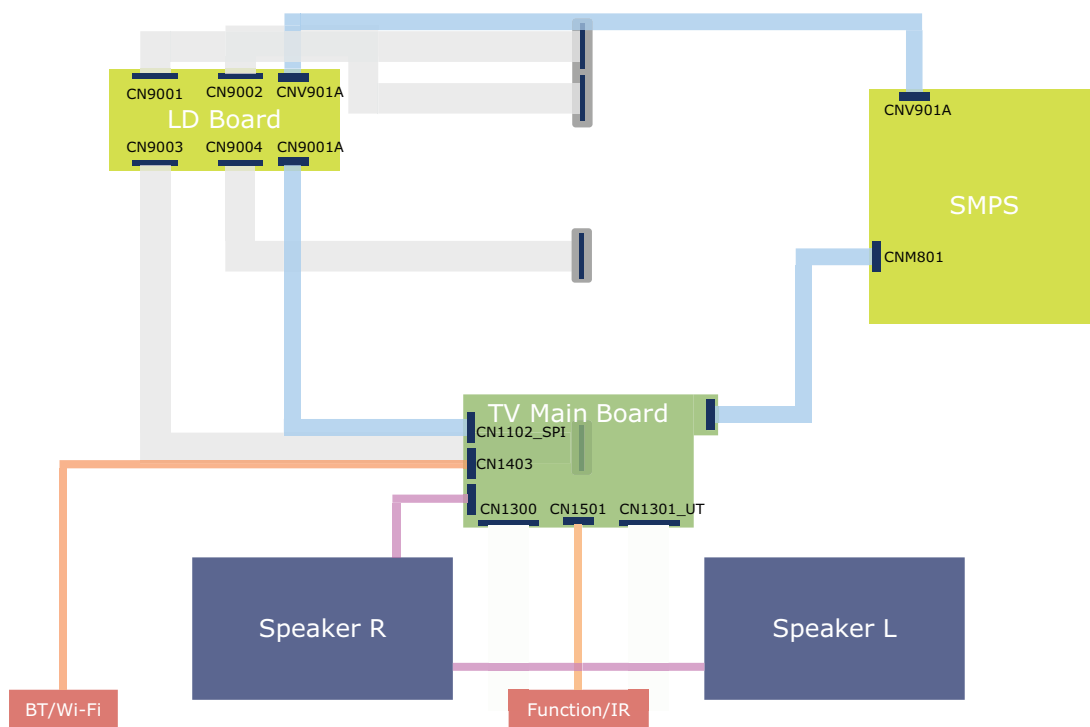 CN9001
CN9002
CNV901A
LD Board
CN9003
CN9004
CN9001A
CNV901A
SMPS
CNM801
TV Main Board
CN1102_SPI
CN1403
CN1300
CN1501
CN1301_UT
Speaker R
Speaker L
BT/Wi-Fi
Function/IR